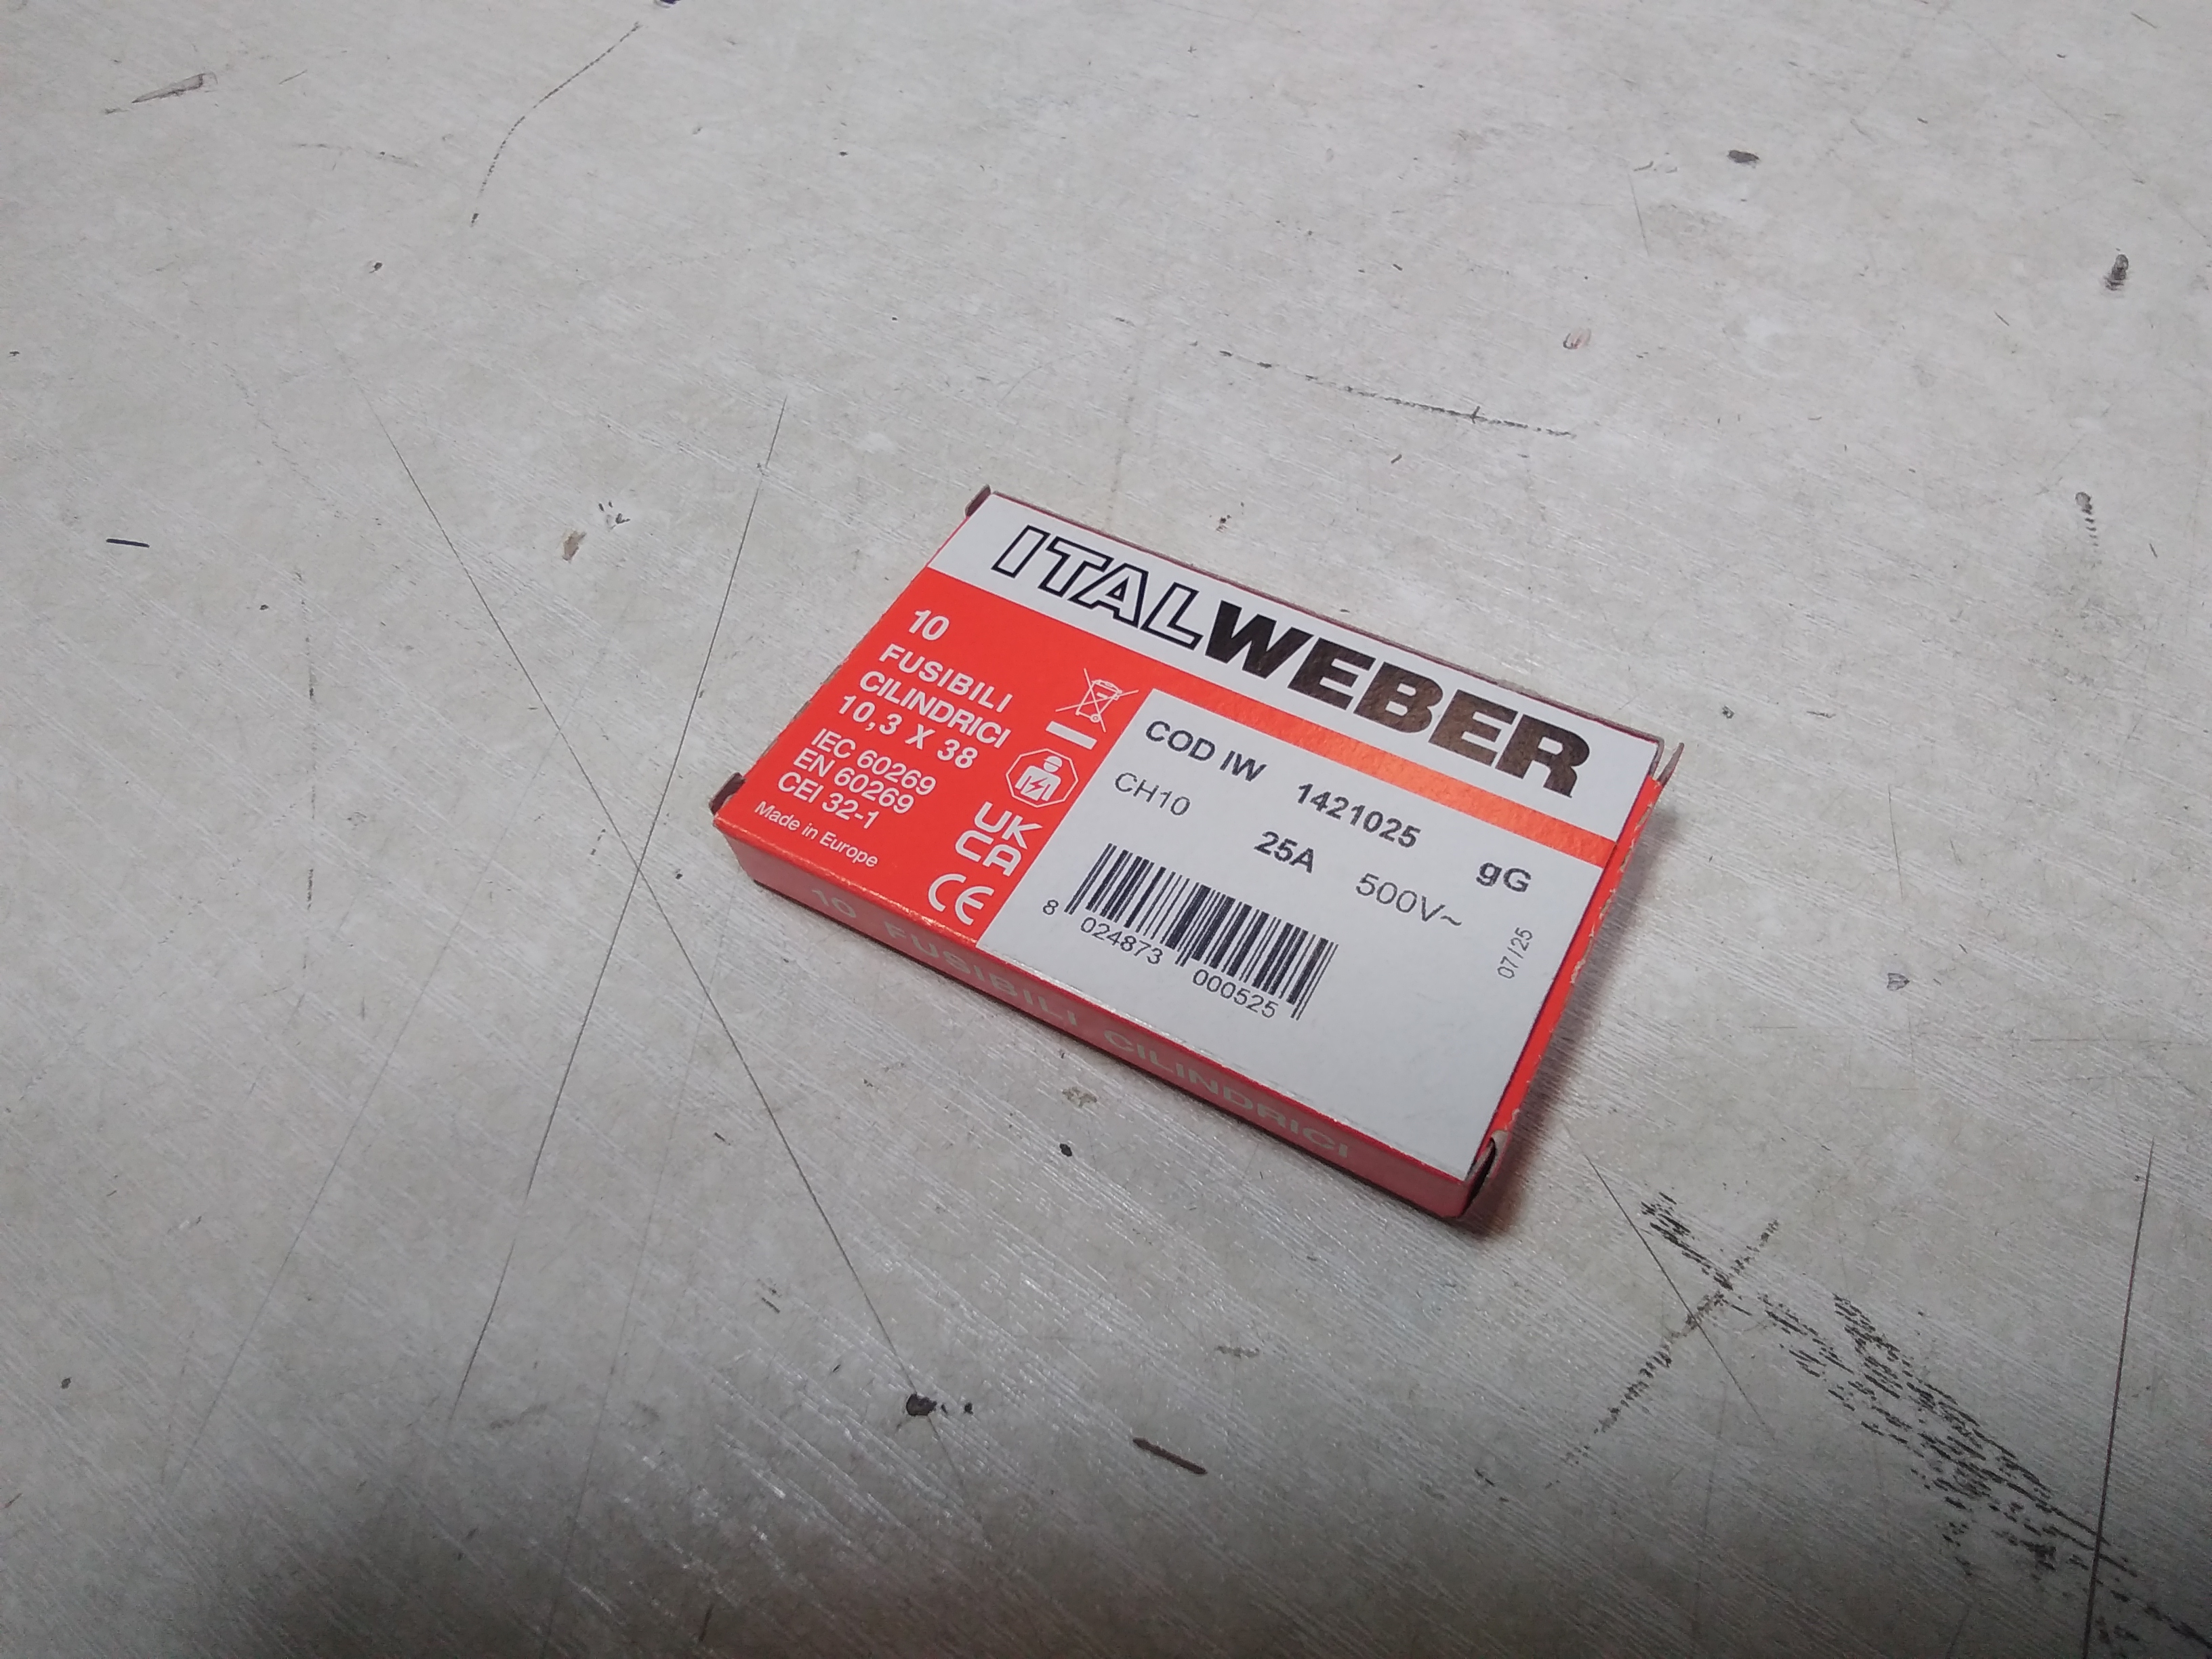 ITALWEBER
10
FUSIBILI
CILINDRICI
10,3 X 38
IEC 60269
EN 60269
CEI 32-1
Made in Europe
UK
CA
CE
COD IW 1421025 gG
CH10 25A 500V~
07/25
8 024873 000525
10 FUSIBILI CILINDRICI